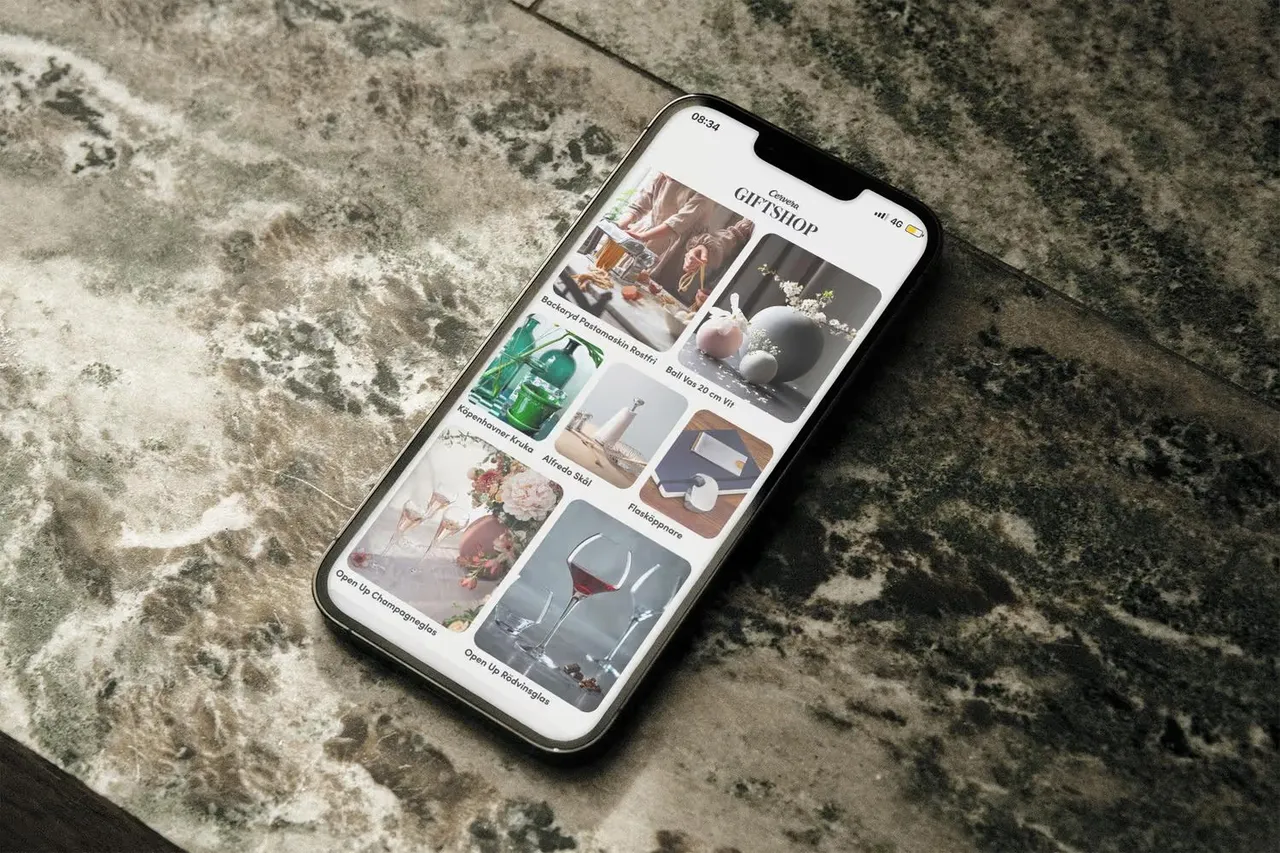 08:34
4G
Cervera
GIFTSHOP
Backaryd Pastamaskin Rostfri
Ball Vas 20 cm Vit
Köpenhavner Kruka
Alfredo Skål
Flasköppnare
Open Up Champagneglas
Open Up Rödvinsglas